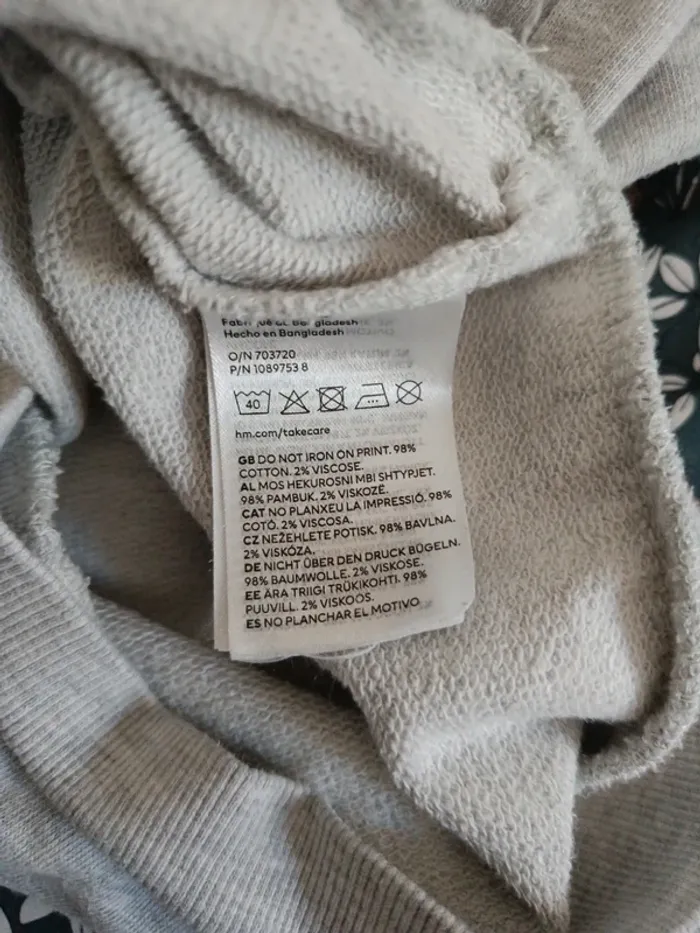 Hecho en Bangladesh
O/N 703720
P/N 1089753 8
40
hm.com/takecare
GB DO NOT IRON ON PRINT. 98%
COTTON. 2% VISCOSE.
AL MOS HEKUROSNI MBI SHTYPJET.
98% PAMBUK. 2% VISKOZË.
CAT NO PLANXEU LA IMPRESSIÓ. 98%
COTÓ. 2% VISCOSA.
CZ NEŽEHLETE POTISK. 98% BAVLNA.
2% VISKÓZA.
DE NICHT ÜBER DEN DRUCK BÜGELN.
98% BAUMWOLLE. 2% VISKOSE.
EE ÄRA TRIIGI TRÜKIKOHTI. 98%
PUUVILL. 2% VISKOOS.
ES NO PLANCHAR EL MOTIVO